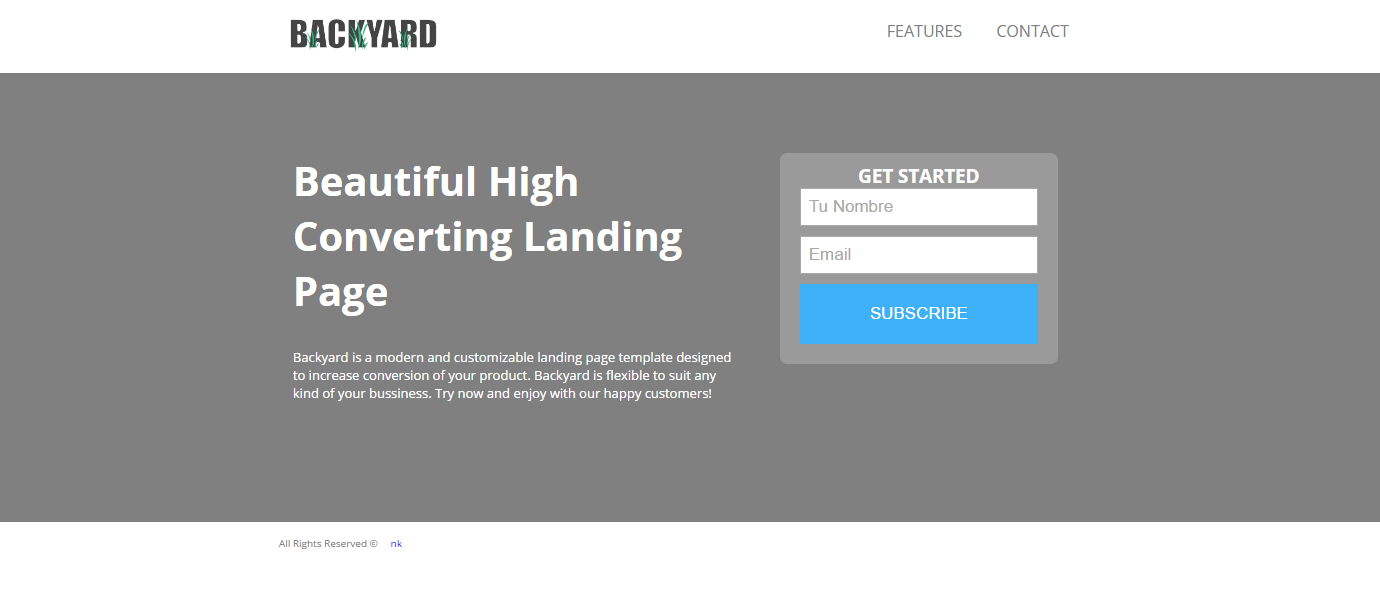 BACKYARD
FEATURES CONTACT
Beautiful High
Converting Landing
Page
Backyard is a modern and customizable landing page template designed
to increase conversion of your product. Backyard is flexible to suit any
kind of your bussiness. Try now and enjoy with our happy customers!
GET STARTED
Tu Nombre
Email
SUBSCRIBE
All Rights Reserved © nk